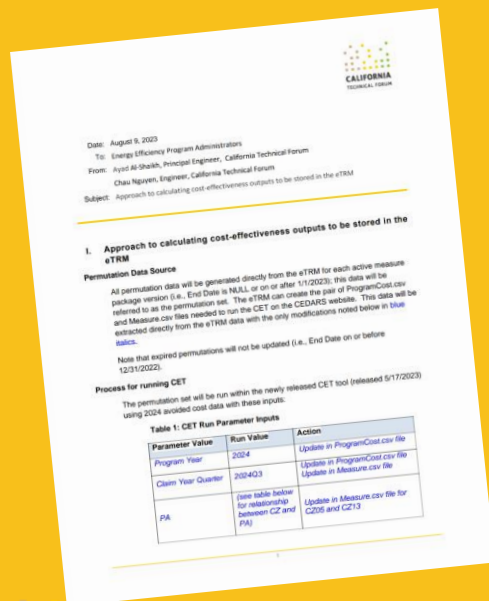 CALIFORNIA
TECHNICAL FORUM
Date: August 9, 2023
To: Energy Efficiency Program Administrators
From: Ayad Al-Shaikh, Principal Engineer, California Technical Forum
Chau Nguyen, Engineer, California Technical Forum
Subject: Approach to calculating cost-effectiveness outputs to be stored in the eTRM
I. Approach to calculating cost-effectiveness outputs to be stored in the
eTRM
Permutation Data Source
All permutation data will be generated directly from the eTRM for each active measure
package version (i.e., End Date is NULL or on or after 1/1/2023); this data will be
referred to as the permutation set. The eTRM can create the pair of ProgramCost.csv
and Measure.csv files needed to run the CET on the CEDARS website. This data will be
extracted directly from the eTRM data with the only modifications noted below in blue
italics.
Note that expired permutations will not be updated (i.e., End Date on or before
12/31/2022).
Process for running CET
The permutation set will be run within the newly released CET tool (released 5/17/2023)
using 2024 avoided cost data with these inputs:
Table 1: CET Run Parameter Inputs
Parameter Value Run Value Action
Program Year 2024 Update in ProgramCost.csv file
Claim Year Quarter 2024Q3 Update in ProgramCost.csv file
Update in Measure.csv file
PA (see table below
for relationship
between CZ and
PA) Update in Measure.csv file for
CZ05 and CZ13
1